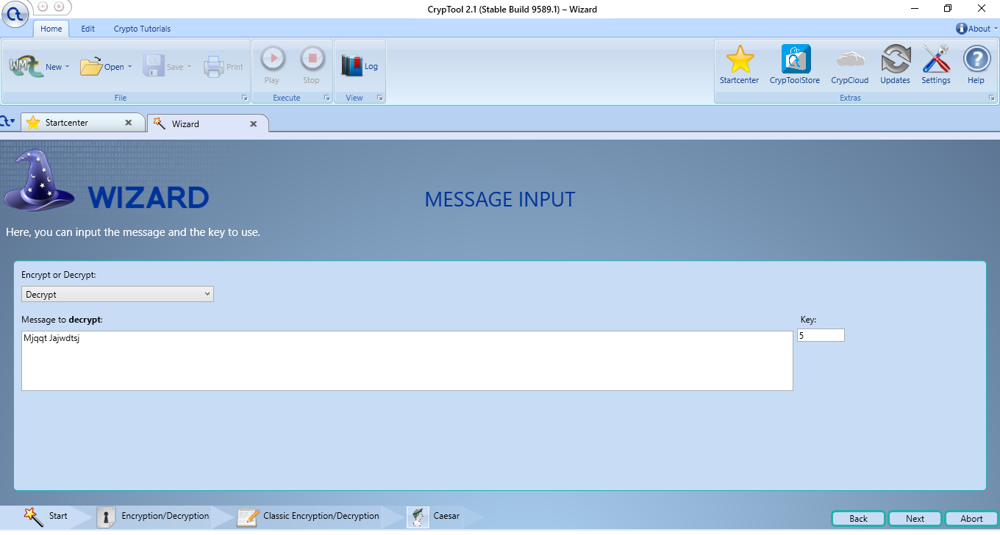 CrypTool 2.1 (Stable Build 9589.1) – Wizard
Home Edit Crypto Tutorials About
New Open Save Print Play Stop Log Startcenter CrypToolStore CrypCloud Updates Settings Help
File Execute View Extras
Startcenter Wizard
WIZARD
MESSAGE INPUT
Here, you can input the message and the key to use.
Encrypt or Decrypt:
Decrypt
Message to decrypt: Key:
Mjqqt Jajwdtsj 5
Start Encryption/Decryption Classic Encryption/Decryption Caesar Back Next Abort